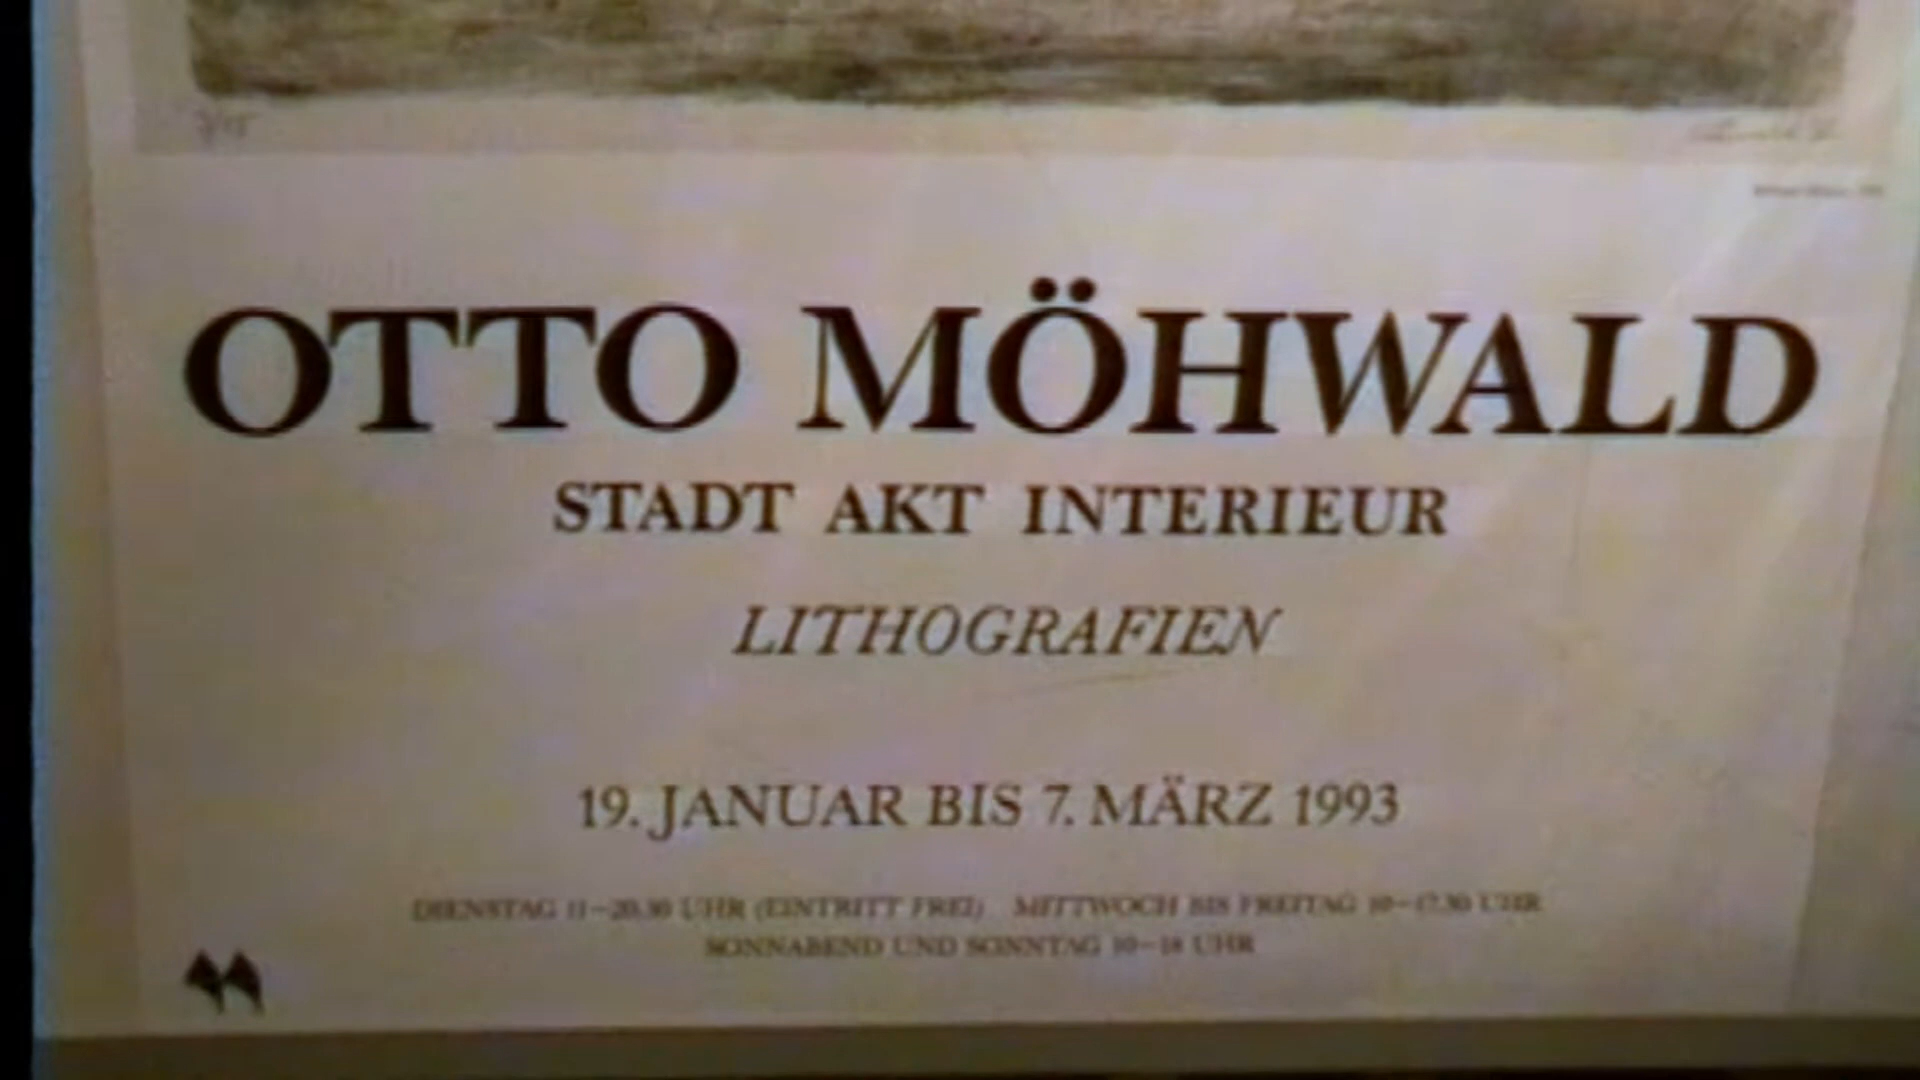 OTTO MÖHWALD
STADT AKT INTERIEUR
LITHOGRAFIEN
19. JANUAR BIS 7. MÄRZ 1993
DIENSTAG 11–20.30 UHR (EINTRITT FREI) MITTWOCH BIS FREITAG 10–17.30 UHR
SONNABEND UND SONNTAG 10–18 UHR